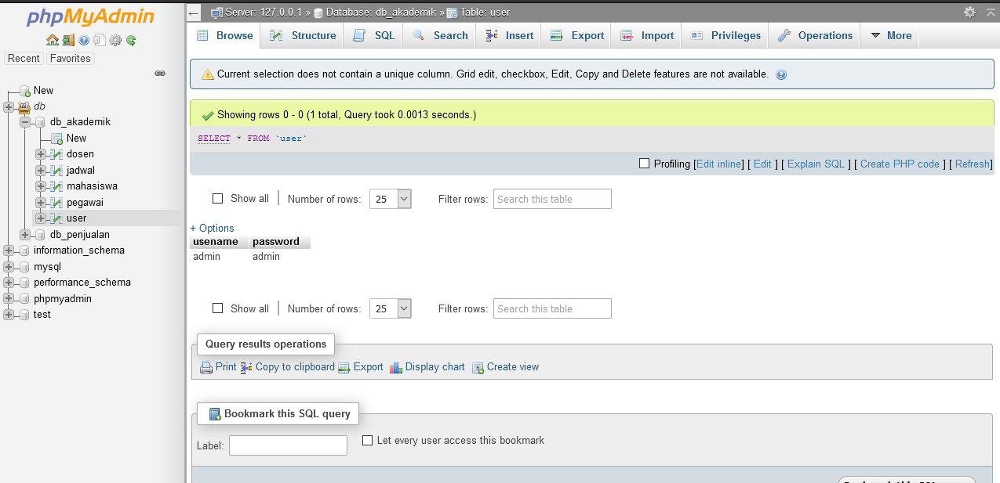 phpMyAdmin
Recent Favorites
New
db
db_akademik
New
dosen
jadwal
mahasiswa
pegawai
user
db_penjualan
information_schema
mysql
performance_schema
phpmyadmin
test
Server: 127.0.0.1 » Database: db_akademik » Table: user
Browse Structure SQL Search Insert Export Import Privileges Operations More
Current selection does not contain a unique column. Grid edit, checkbox, Edit, Copy and Delete features are not available.
Showing rows 0 - 0 (1 total, Query took 0.0013 seconds.)
SELECT * FROM `user`
Profiling [Edit inline] [ Edit ] [ Explain SQL ] [ Create PHP code ] [ Refresh]
Show all Number of rows: 25 Filter rows: Search this table
+ Options
usename password
admin admin
Show all Number of rows: 25 Filter rows: Search this table
Query results operations
Print Copy to clipboard Export Display chart Create view
Bookmark this SQL query
Label: Let every user access this bookmark